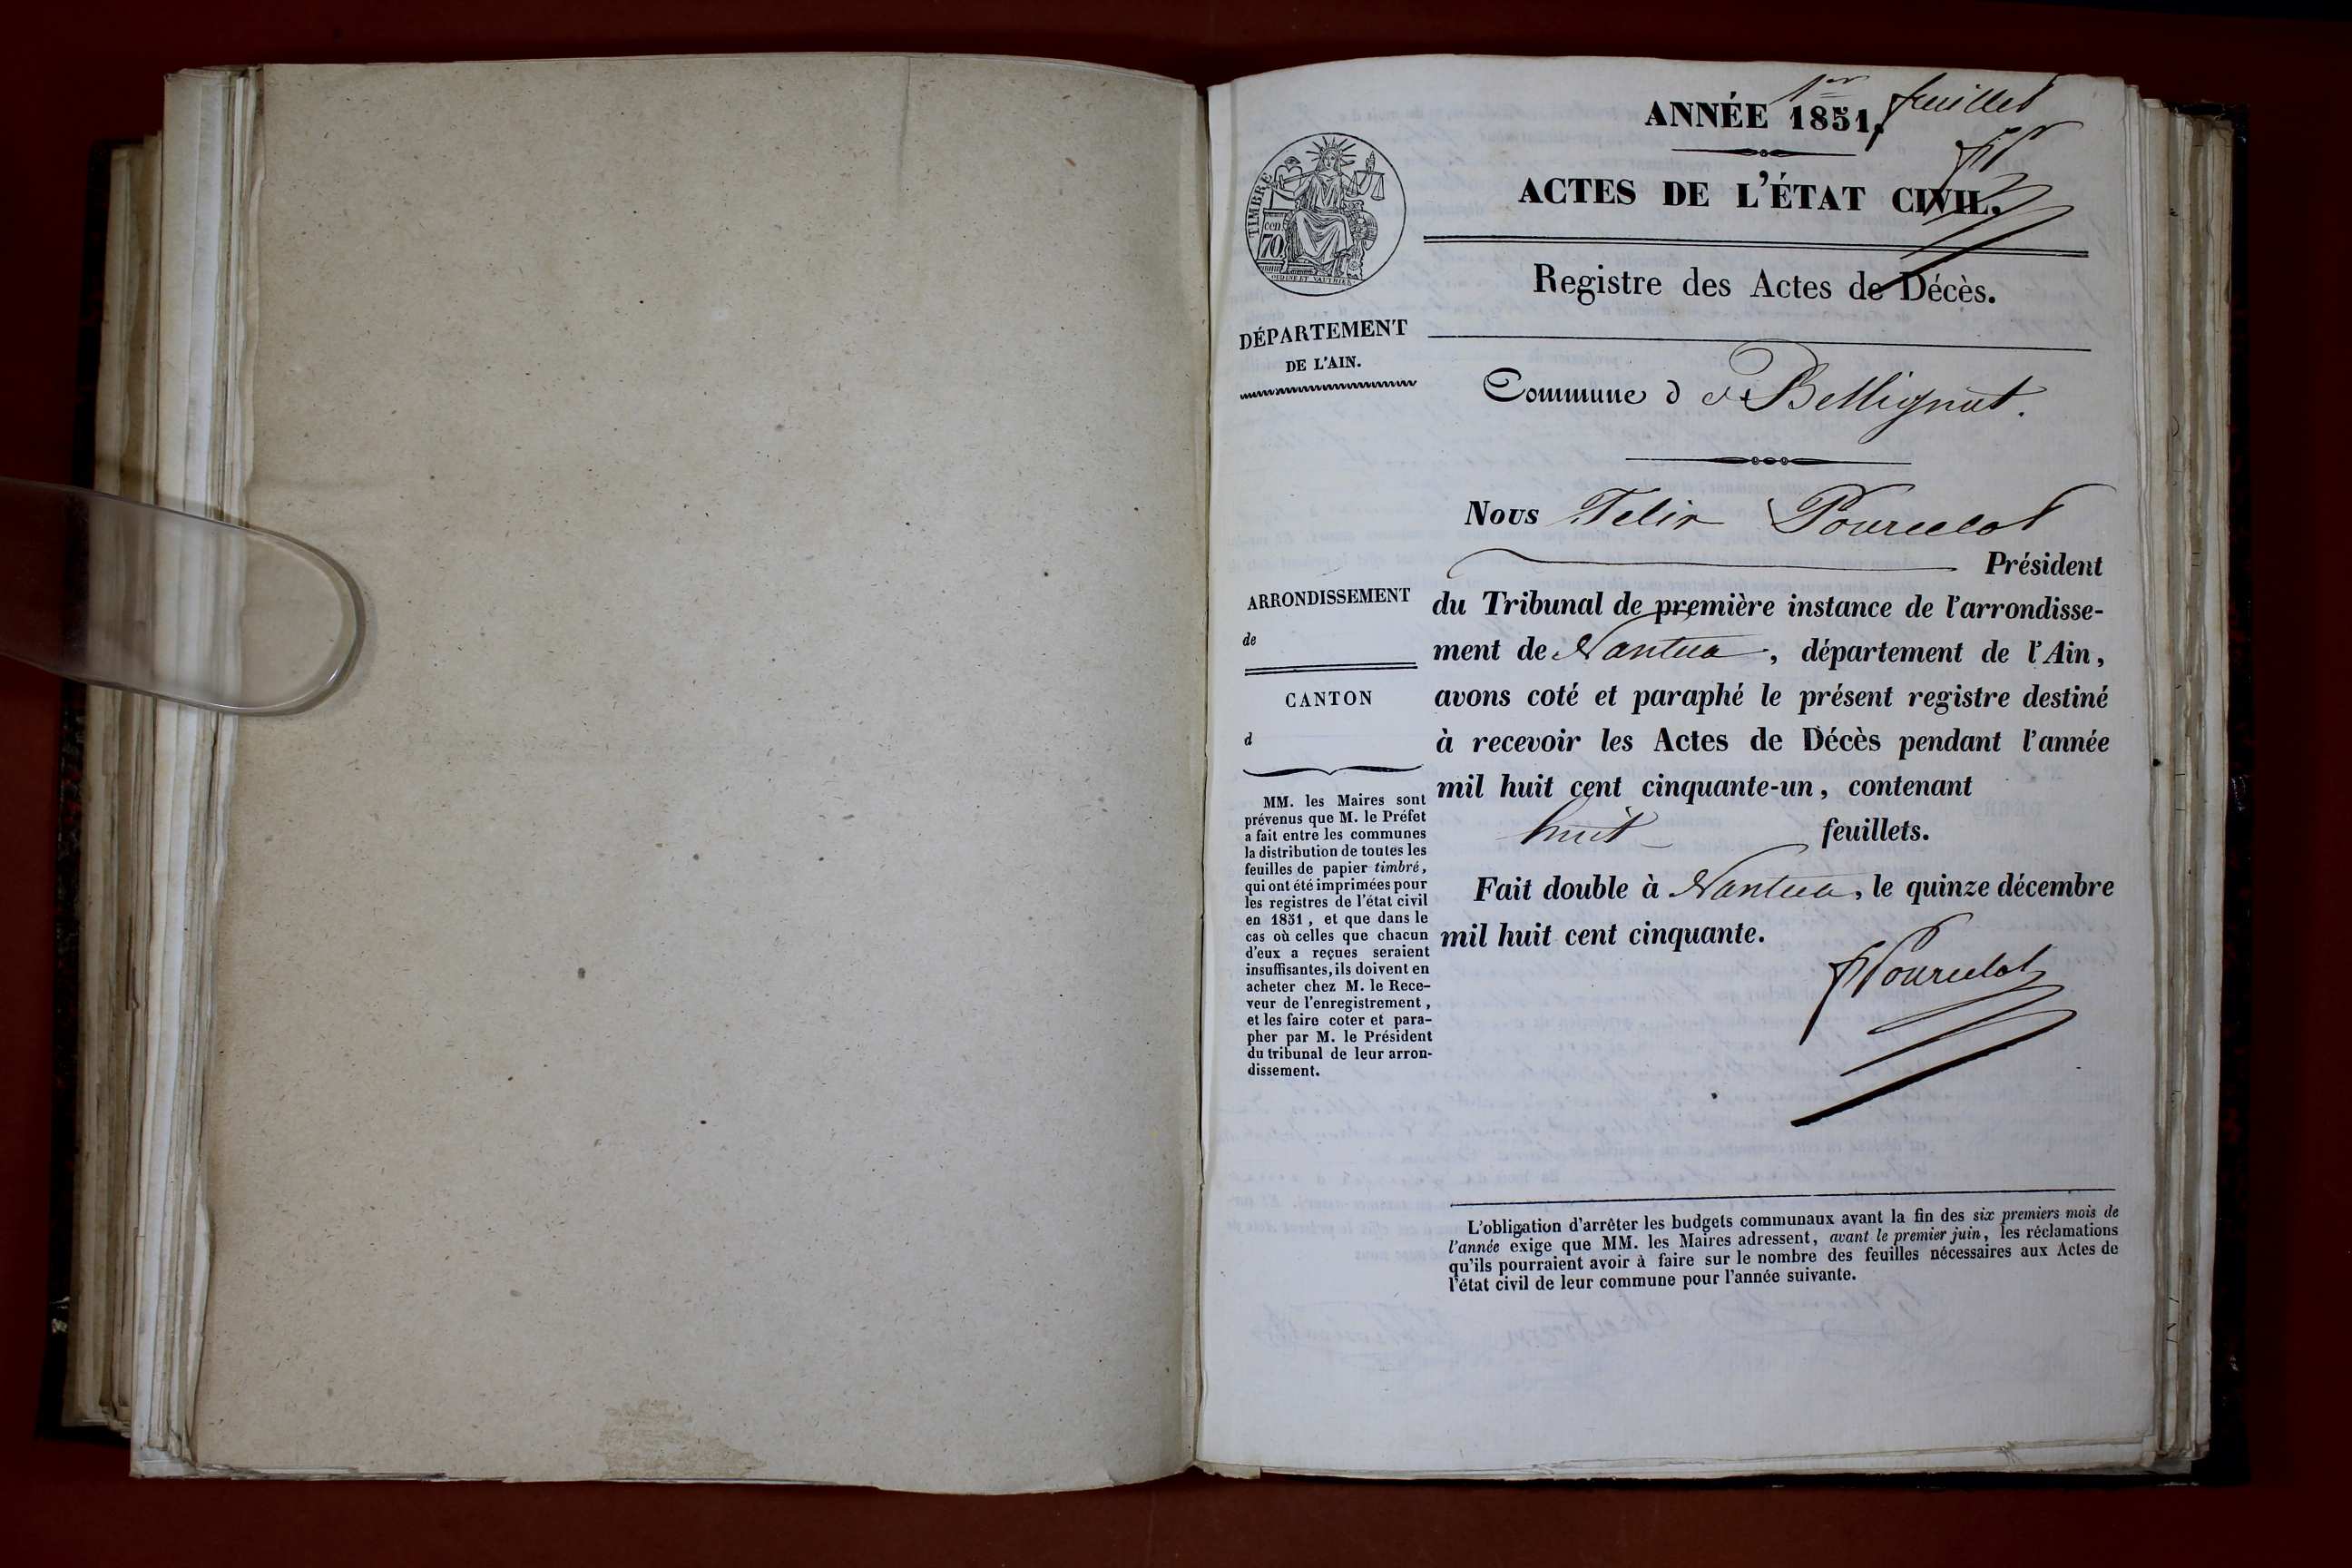 1er feuillet
ANNÉE 1851.
TIMBRE
cen.
70
ACTES DE L'ÉTAT CIVIL.
Registre des Actes de Décès.
DÉPARTEMENT
DE L'AIN.
Commune d e Bellignat.
Nous Felix Pourcelot
Président
du Tribunal de première instance de l'arrondisse-
ment de Nantua, département de l'Ain,
avons coté et paraphé le présent registre destiné
à recevoir les Actes de Décès pendant l'année
mil huit cent cinquante-un, contenant
huit feuillets.
Fait double à Nantua, le quinze décembre
mil huit cent cinquante.
FPourcelot
ARRONDISSEMENT
de
CANTON
d
MM. les Maires sont
prévenus que M. le Préfet
a fait entre les communes
la distribution de toutes les
feuilles de papier timbré,
qui ont été imprimées pour
les registres de l'état civil
en 1851, et que dans le
cas où celles que chacun
d'eux a reçues seraient
insuffisantes, ils doivent en
acheter chez M. le Rece-
veur de l'enregistrement,
et les faire coter et para-
pher par M. le Président
du tribunal de leur arron-
dissement.
L'obligation d'arrêter les budgets communaux avant la fin des six premiers mois de
l'année exige que MM. les Maires adressent, avant le premier juin, les réclamations
qu'ils pourraient avoir à faire sur le nombre des feuilles nécessaires aux Actes de
l'état civil de leur commune pour l'année suivante.